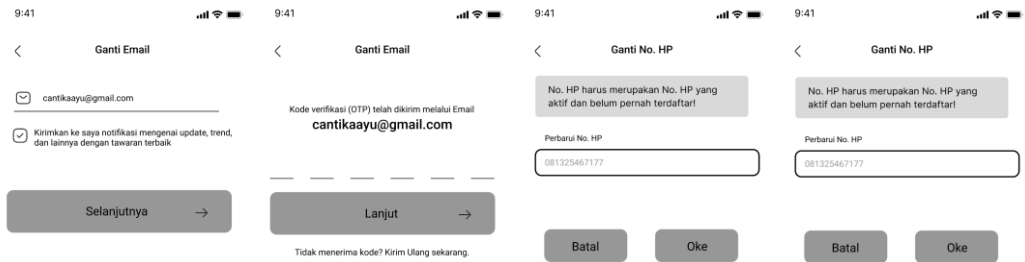 9:41
Ganti Email
cantikaayu@gmail.com
Kirimkan ke saya notifikasi mengenai update, trend,
dan lainnya dengan tawaran terbaik
Selanjutnya
9:41
Ganti Email
Kode verifikasi (OTP) telah dikirim melalui Email
cantikaayu@gmail.com
Lanjut
Tidak menerima kode? Kirim Ulang sekarang.
9:41
Ganti No. HP
No. HP harus merupakan No. HP yang
aktif dan belum pernah terdaftar!
Perbarui No. HP
081325467177
Batal
Oke
9:41
Ganti No. HP
No. HP harus merupakan No. HP yang
aktif dan belum pernah terdaftar!
Perbarui No. HP
081325467177
Batal
Oke